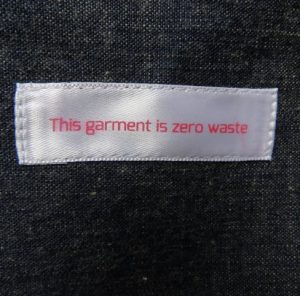 This garment is zero waste